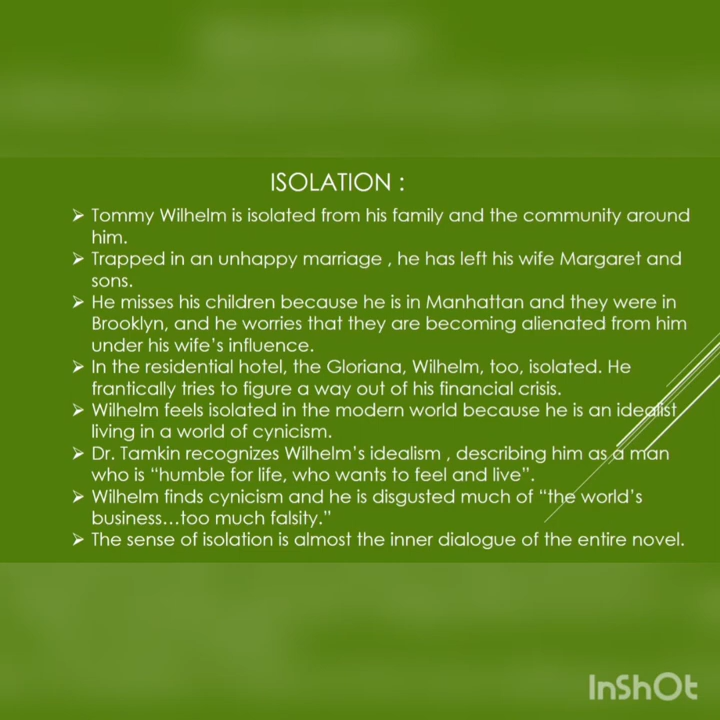 ISOLATION :
➢ Tommy Wilhelm is isolated from his family and the community around
him.
➢ Trapped in an unhappy marriage , he has left his wife Margaret and
sons.
➢ He misses his children because he is in Manhattan and they were in
Brooklyn, and he worries that they are becoming alienated from him
under his wife's influence.
➢ In the residential hotel, the Gloriana, Wilhelm, too, isolated. He
frantically tries to figure a way out of his financial crisis.
➢ Wilhelm feels isolated in the modern world because he is an idealist
living in a world of cynicism.
➢ Dr. Tamkin recognizes Wilhelm's idealism , describing him as a man
who is “humble for life, who wants to feel and live”.
➢ Wilhelm finds cynicism and he is disgusted much of “the world's
business…too much falsity.”
➢ The sense of isolation is almost the inner dialogue of the entire novel.
InShOt